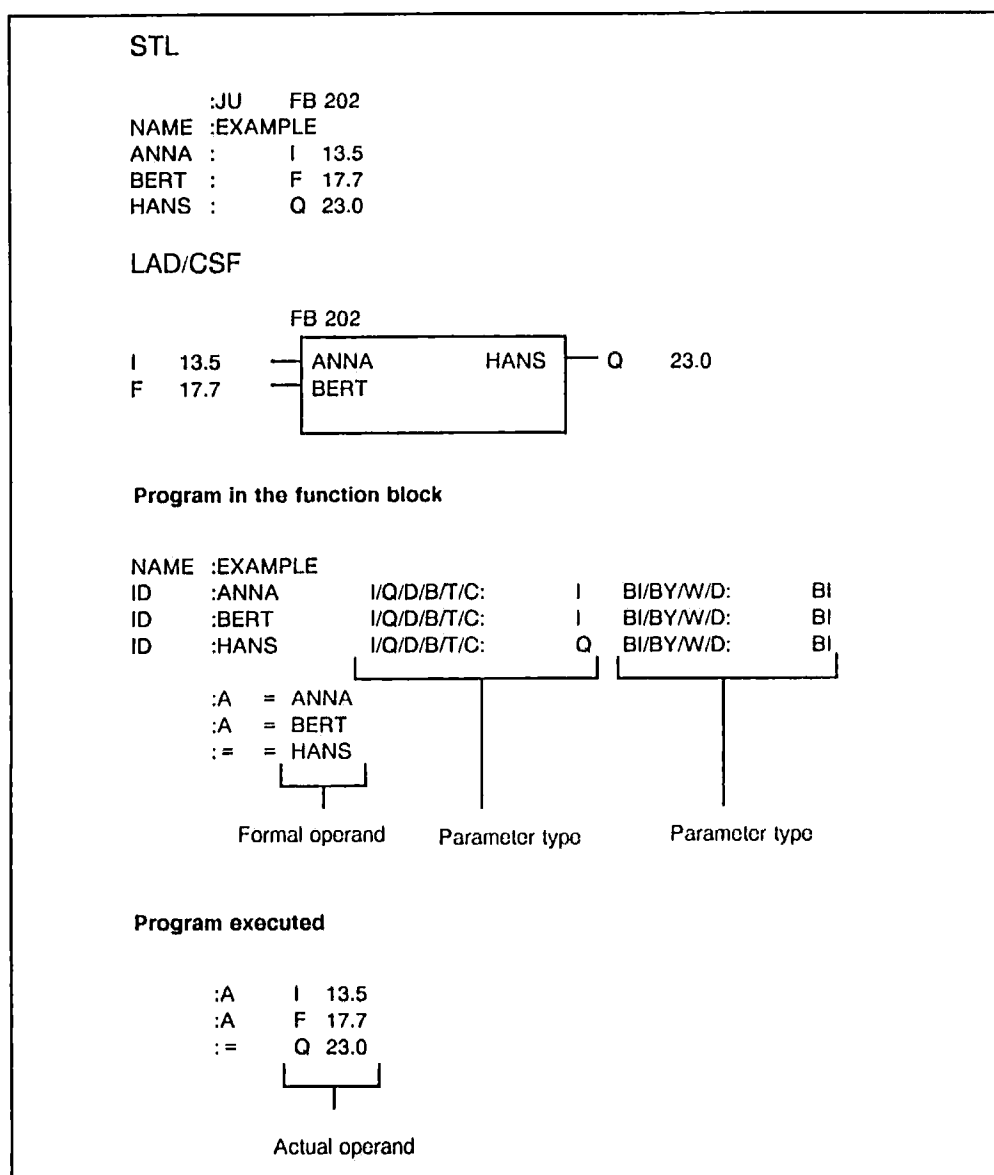 STL
:JU FB 202
NAME :EXAMPLE
ANNA : I 13.5
BERT : F 17.7
HANS : Q 23.0
LAD/CSF
FB 202
I 13.5 ANNA HANS Q 23.0
F 17.7 BERT
Program in the function block
NAME :EXAMPLE
ID :ANNA I/Q/D/B/T/C: I BI/BY/W/D: BI
ID :BERT I/Q/D/B/T/C: I BI/BY/W/D: BI
ID :HANS I/Q/D/B/T/C: Q BI/BY/W/D: BI
:A = ANNA
:A = BERT
:= = HANS
Formal operand Parameter type Parameter type
Program executed
:A I 13.5
:A F 17.7
:= Q 23.0
Actual operand